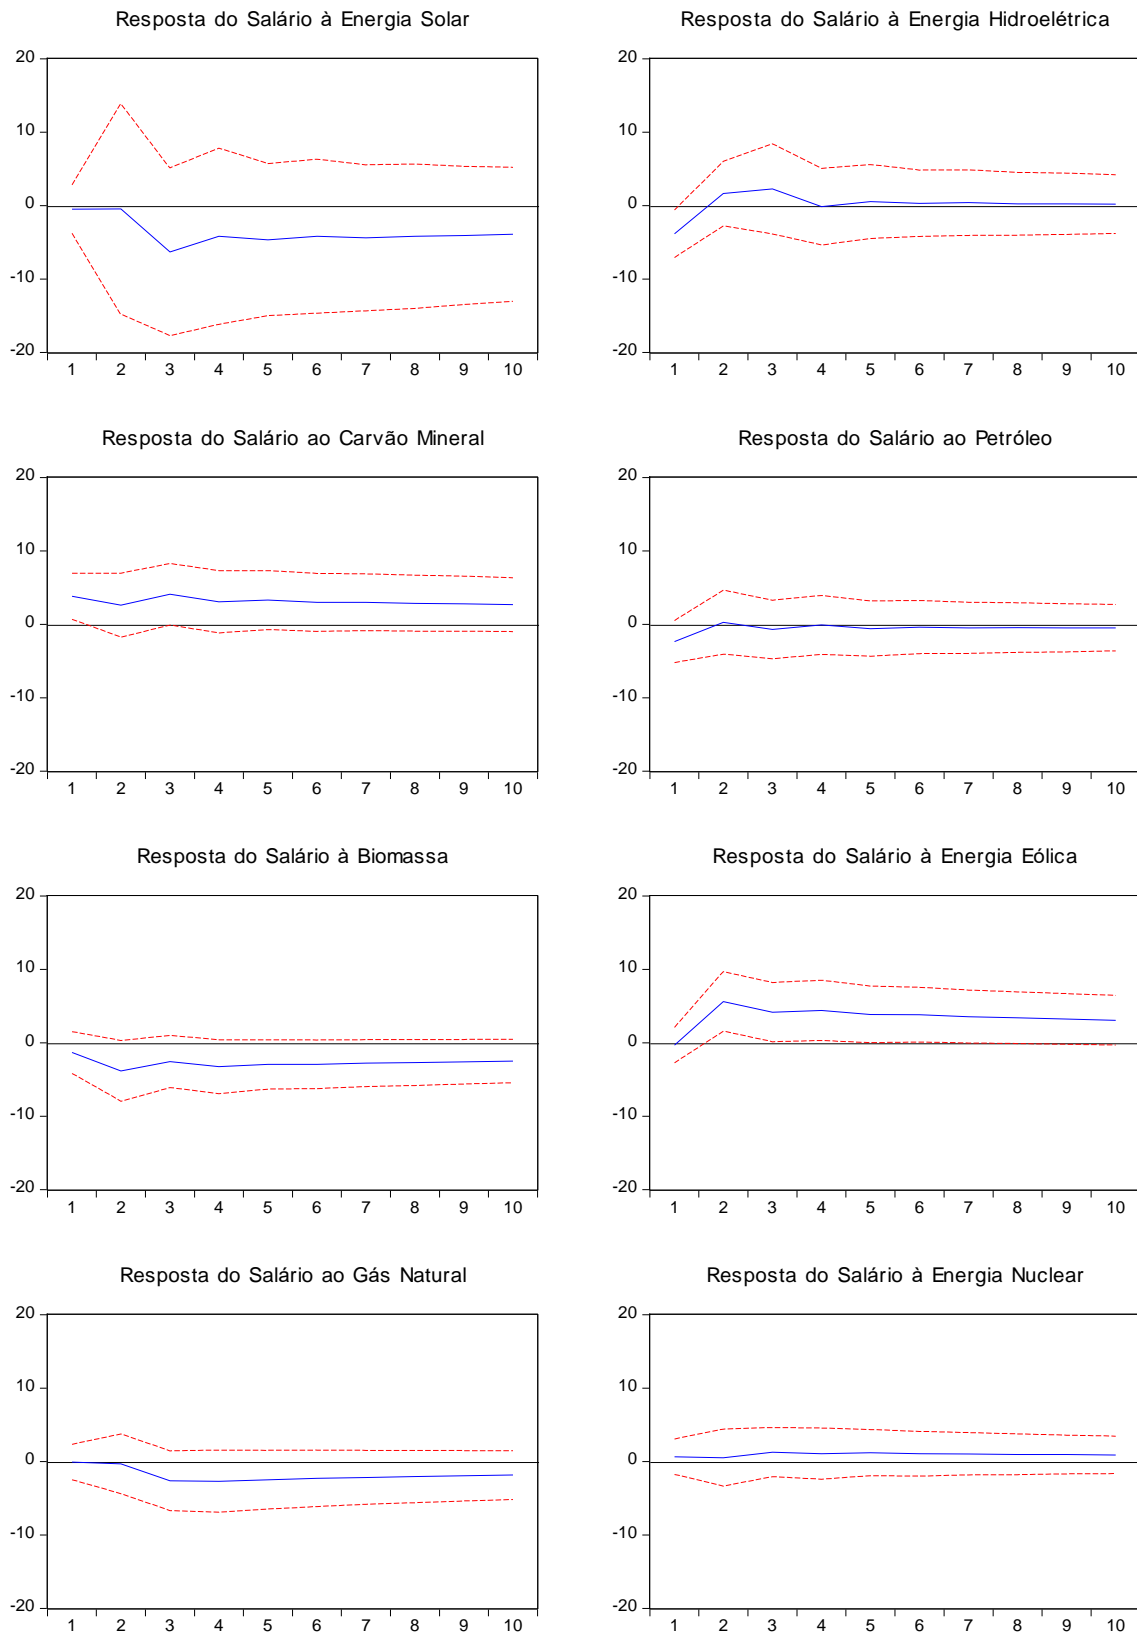 Resposta do Salário à Energia Solar
20
10
0
-10
-20
1 2 3 4 5 6 7 8 9 10
Resposta do Salário à Energia Hidroelétrica
20
10
0
-10
-20
1 2 3 4 5 6 7 8 9 10
Resposta do Salário ao Carvão Mineral
20
10
0
-10
-20
1 2 3 4 5 6 7 8 9 10
Resposta do Salário ao Petróleo
20
10
0
-10
-20
1 2 3 4 5 6 7 8 9 10
Resposta do Salário à Biomassa
20
10
0
-10
-20
1 2 3 4 5 6 7 8 9 10
Resposta do Salário à Energia Eólica
20
10
0
-10
-20
1 2 3 4 5 6 7 8 9 10
Resposta do Salário ao Gás Natural
20
10
0
-10
-20
1 2 3 4 5 6 7 8 9 10
Resposta do Salário à Energia Nuclear
20
10
0
-10
-20
1 2 3 4 5 6 7 8 9 10